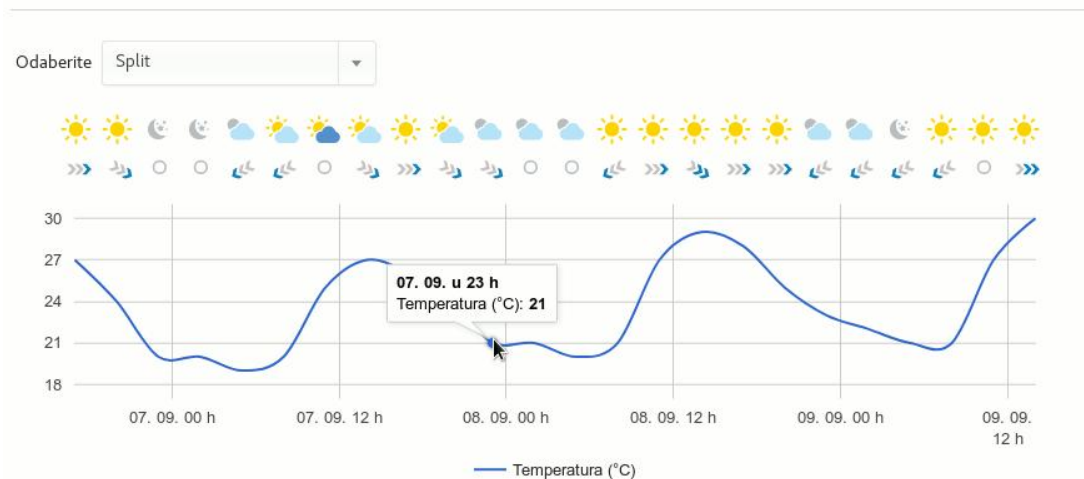 Odaberite Split
30
27
24
21
18
07. 09. u 23 h
Temperatura (°C): 21
07. 09. 00 h 07. 09. 12 h 08. 09. 00 h 08. 09. 12 h 09. 09. 00 h 09. 09.
12 h
Temperatura (°C)